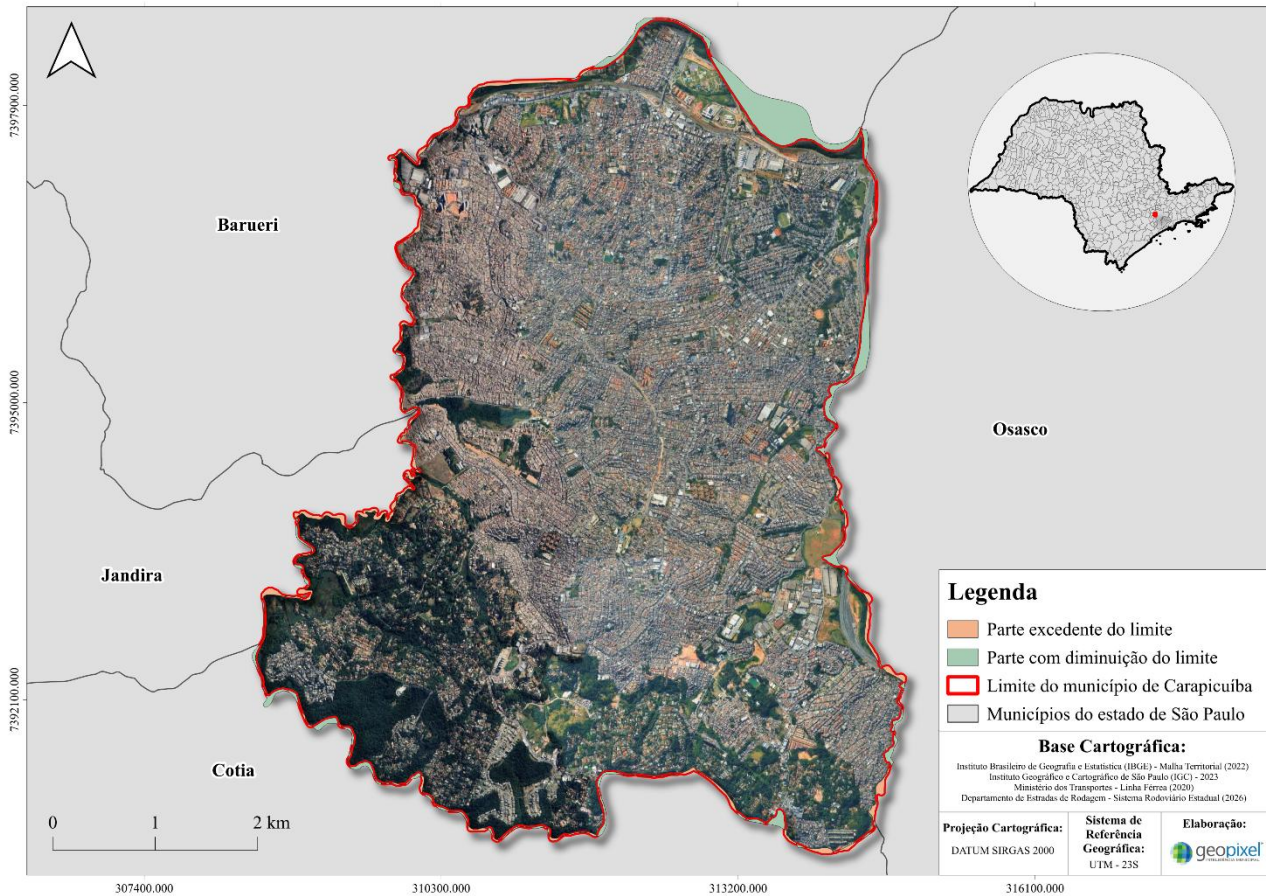 7397900.000
7395000.000
7392100.000
Barueri
Osasco
Jandira
Cotia
0 1 2 km
307400.000
310300.000
313200.000
316100.000
Legenda
Parte excedente do limite
Parte com diminuição do limite
Limite do município de Carapicuíba
Municípios do estado de São Paulo
Base Cartográfica:
Instituto Brasileiro de Geografia e Estatística (IBGE) - Malha Territorial (2022)
Instituto Geográfico e Cartográfico de São Paulo (IGC) - 2023
Ministério dos Transportes - Linha Férrea (2020)
Departamento de Estradas de Rodagem - Sistema Rodoviário Estadual (2026)
Projeção Cartográfica:
DATUM SIRGAS 2000
Sistema de
Referência
Geográfica:
UTM - 23S
Elaboração:
geopixel